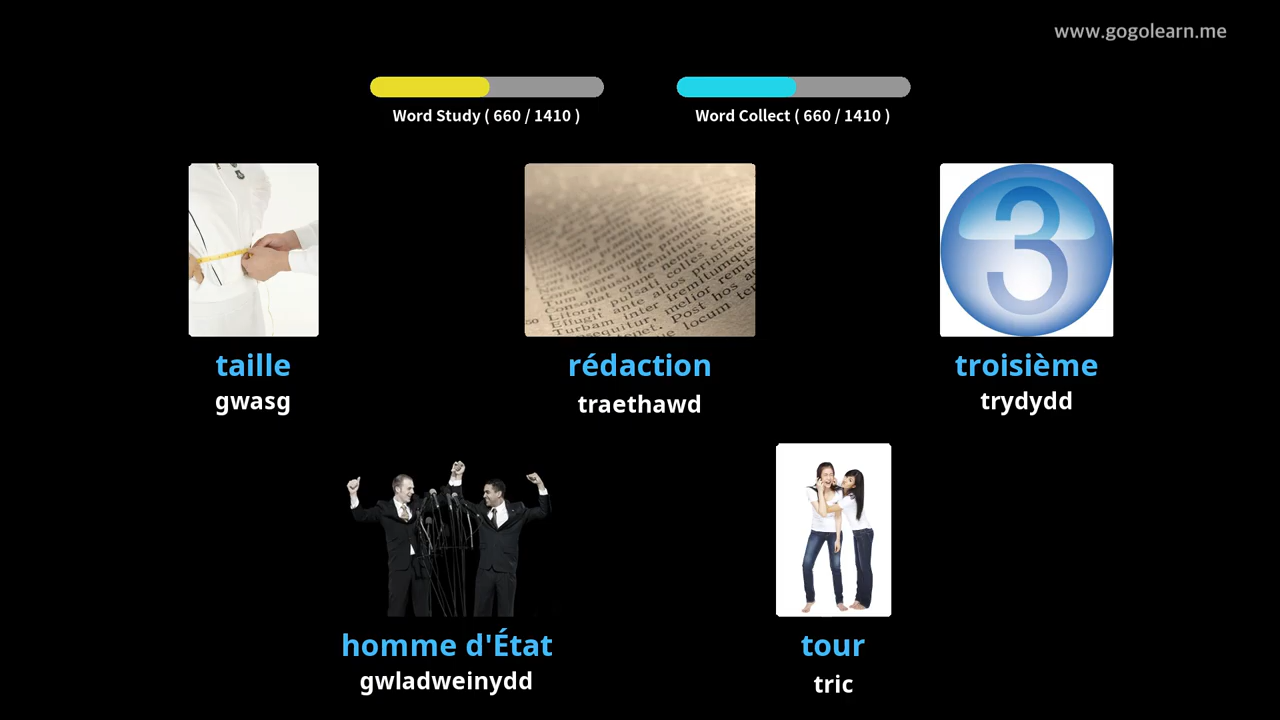 www.gogolearn.me
Word Study ( 660 / 1410 )
Word Collect ( 660 / 1410 )
3
taille
gwasg
rédaction
traethawd
troisième
trydydd
homme d'État
gwladweinydd
tour
tric